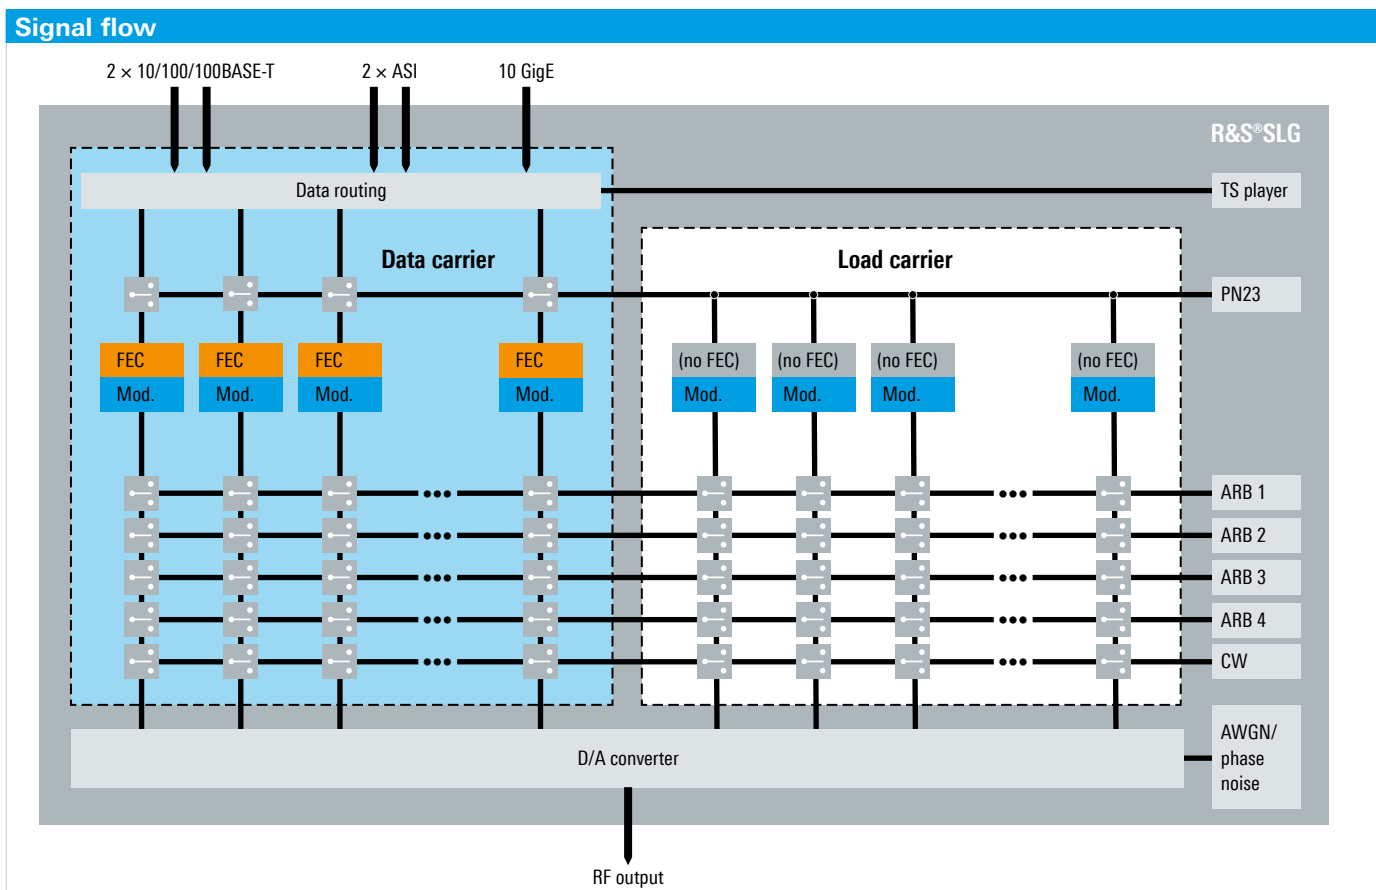 Signal flow
2 × 10/100/100BASE-T
2 × ASI
10 GigE
R&S®SLG
Data routing
TS player
Data carrier
Load carrier
PN23
FEC
FEC
FEC
FEC
(no FEC)
(no FEC)
(no FEC)
(no FEC)
Mod.
Mod.
Mod.
Mod.
Mod.
Mod.
Mod.
Mod.
ARB 1
ARB 2
ARB 3
ARB 4
CW
D/A converter
AWGN/
phase
noise
RF output